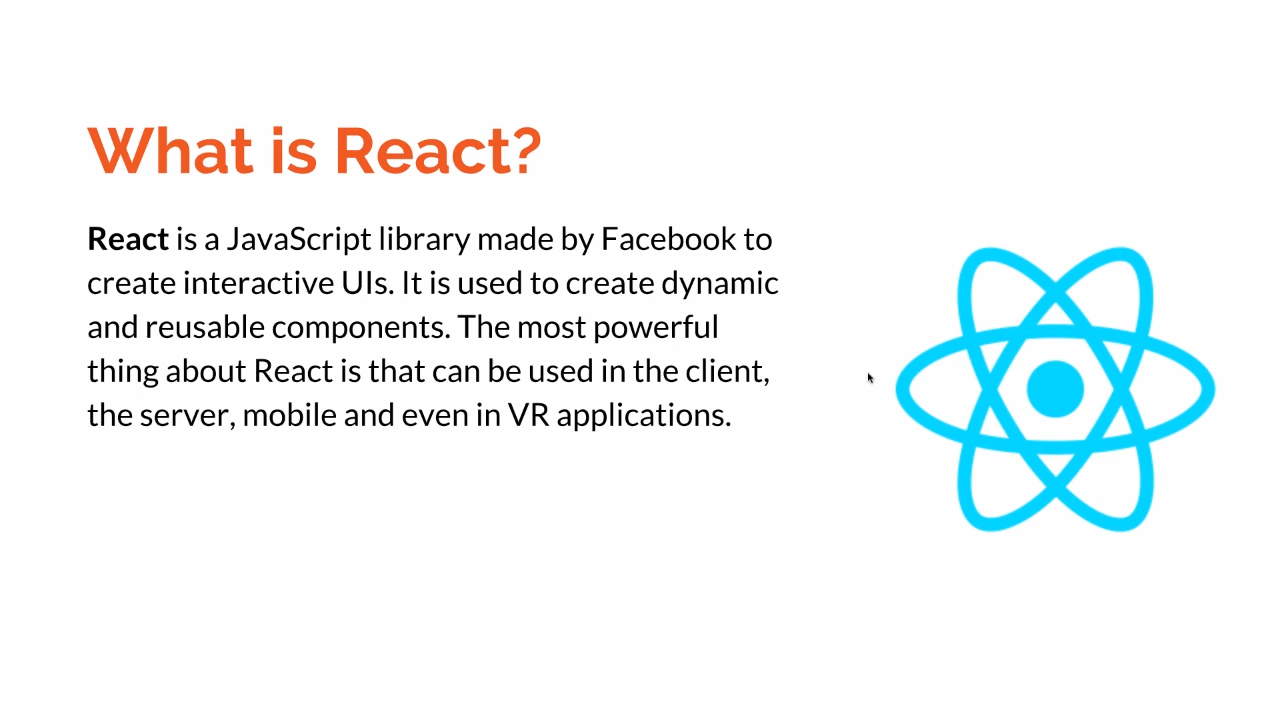 What is React?
React is a JavaScript library made by Facebook to
create interactive UIs. It is used to create dynamic
and reusable components. The most powerful
thing about React is that can be used in the client,
the server, mobile and even in VR applications.